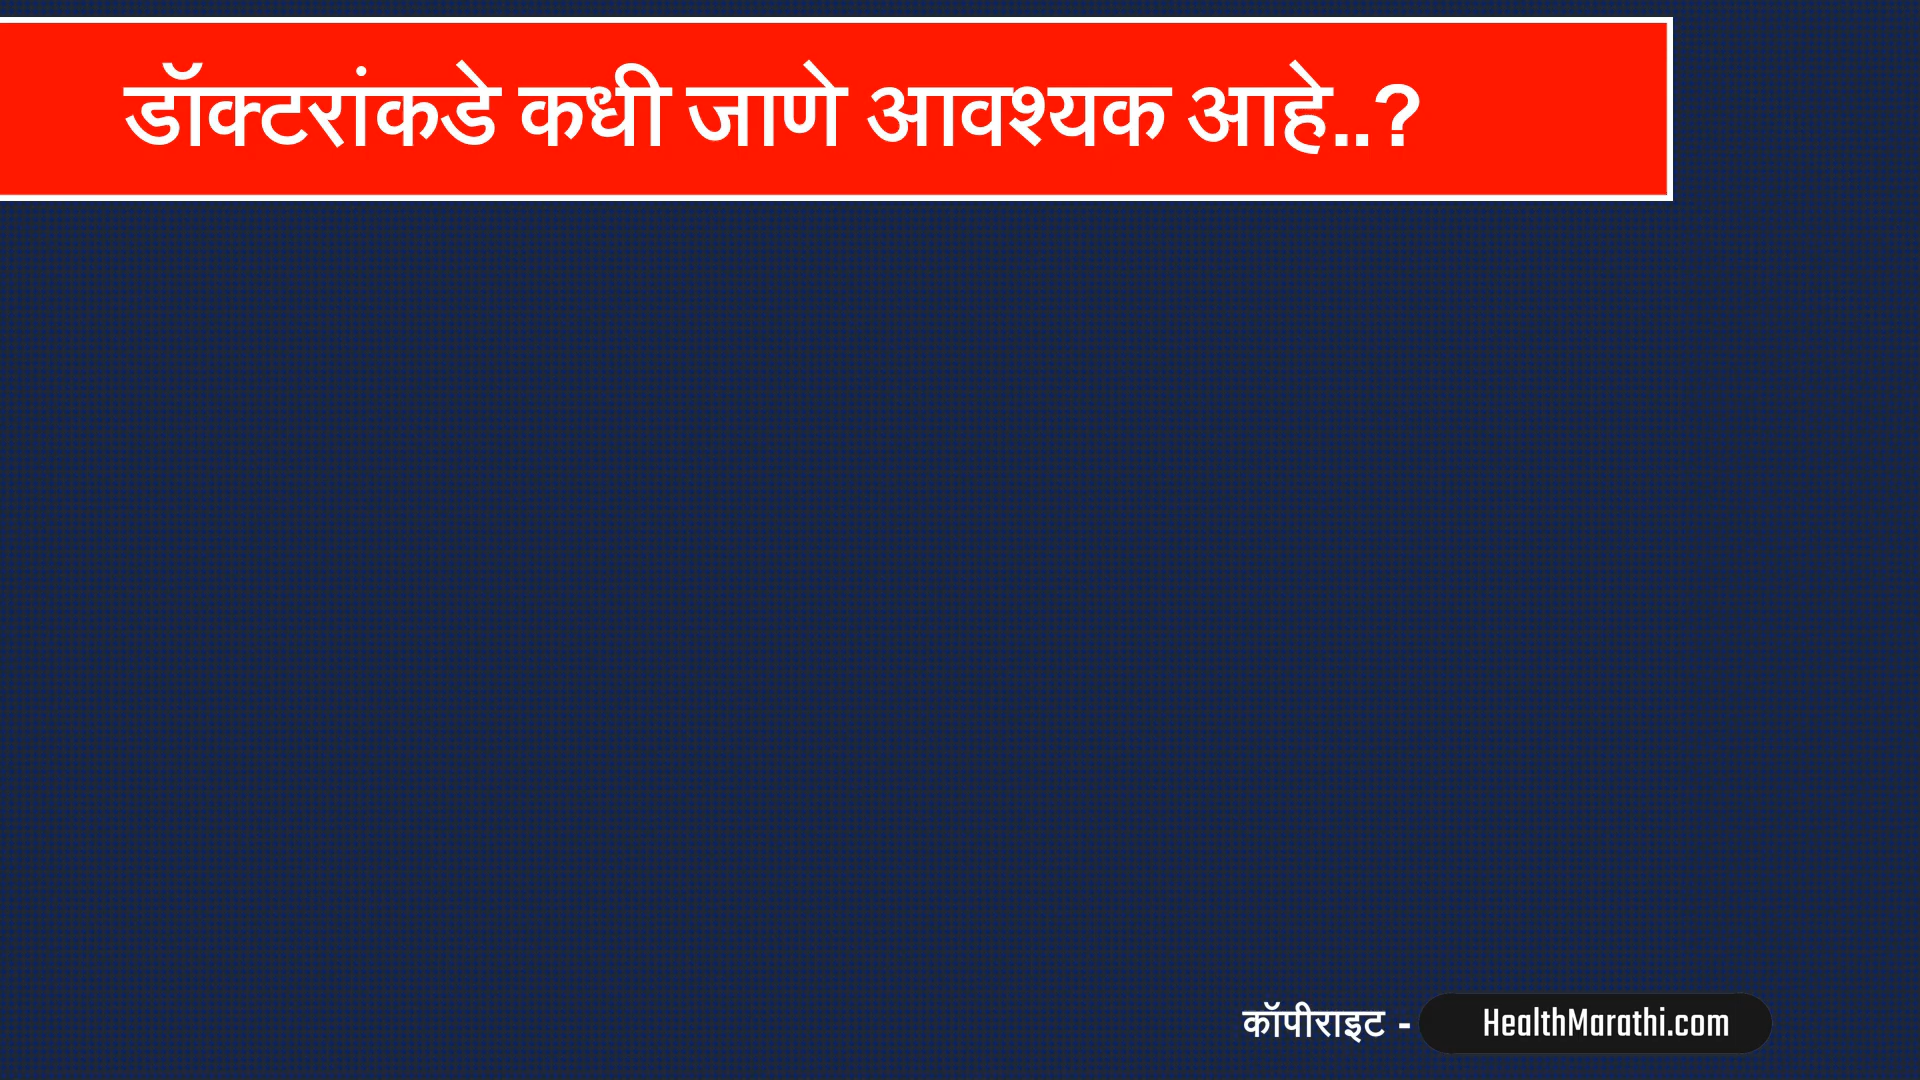 डॉक्टरांकडे कधी जाणे आवश्यक आहे..?
कॉपीराइट - HealthMarathi.com